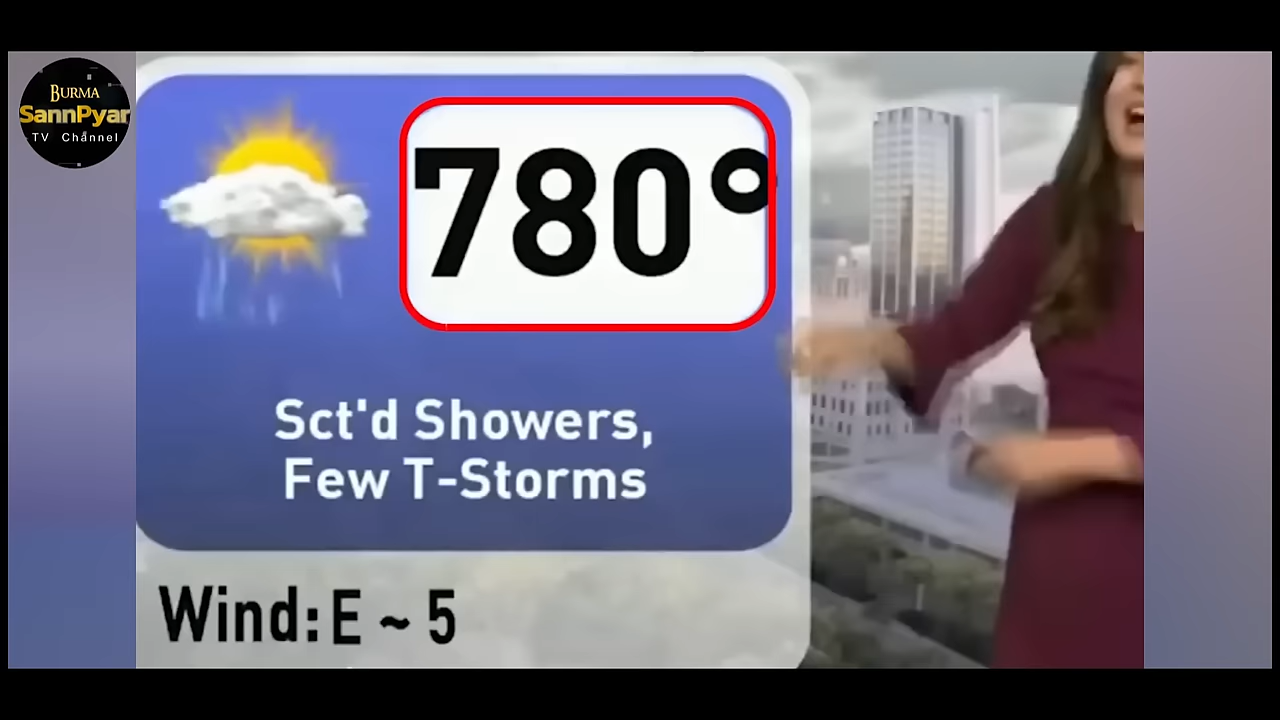 BURMA
SannPyar
TV Channel
780°
Sct'd Showers,
Few T-Storms
Wind: E ~ 5